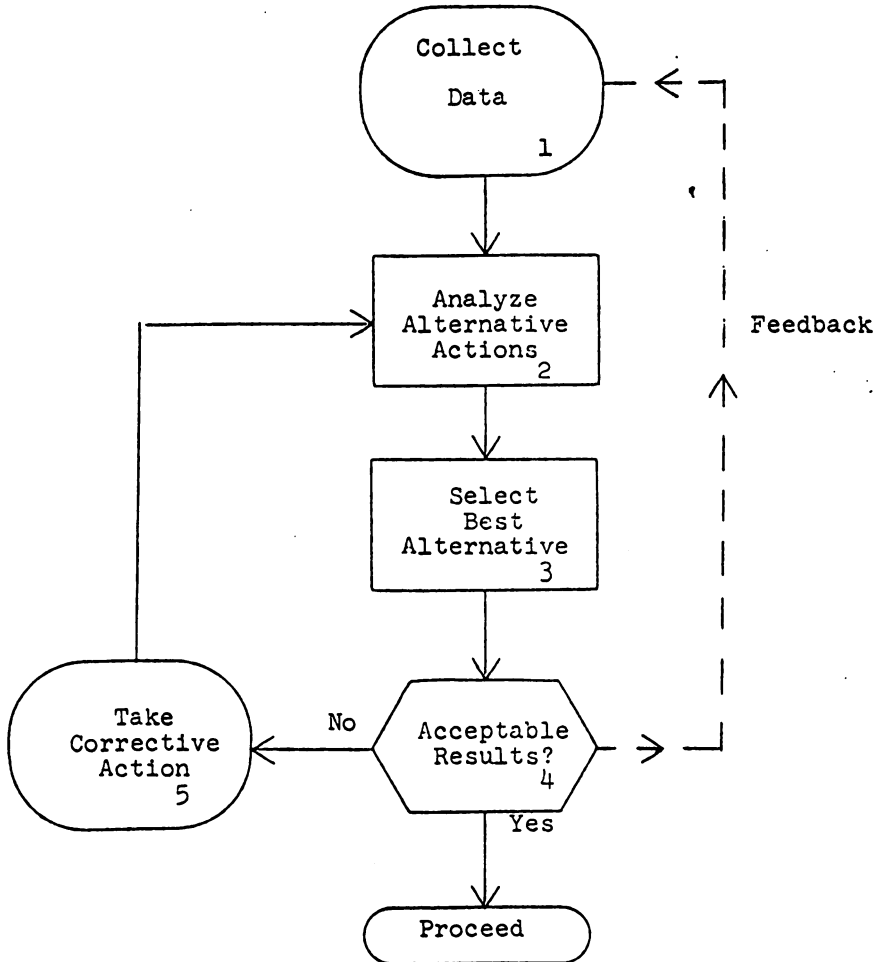 Collect
Data
1
Analyze
Alternative
Actions
2
Feedback
Select
Best
Alternative
3
Take
Corrective
Action
5
No
Acceptable
Results?
4
Yes
Proceed